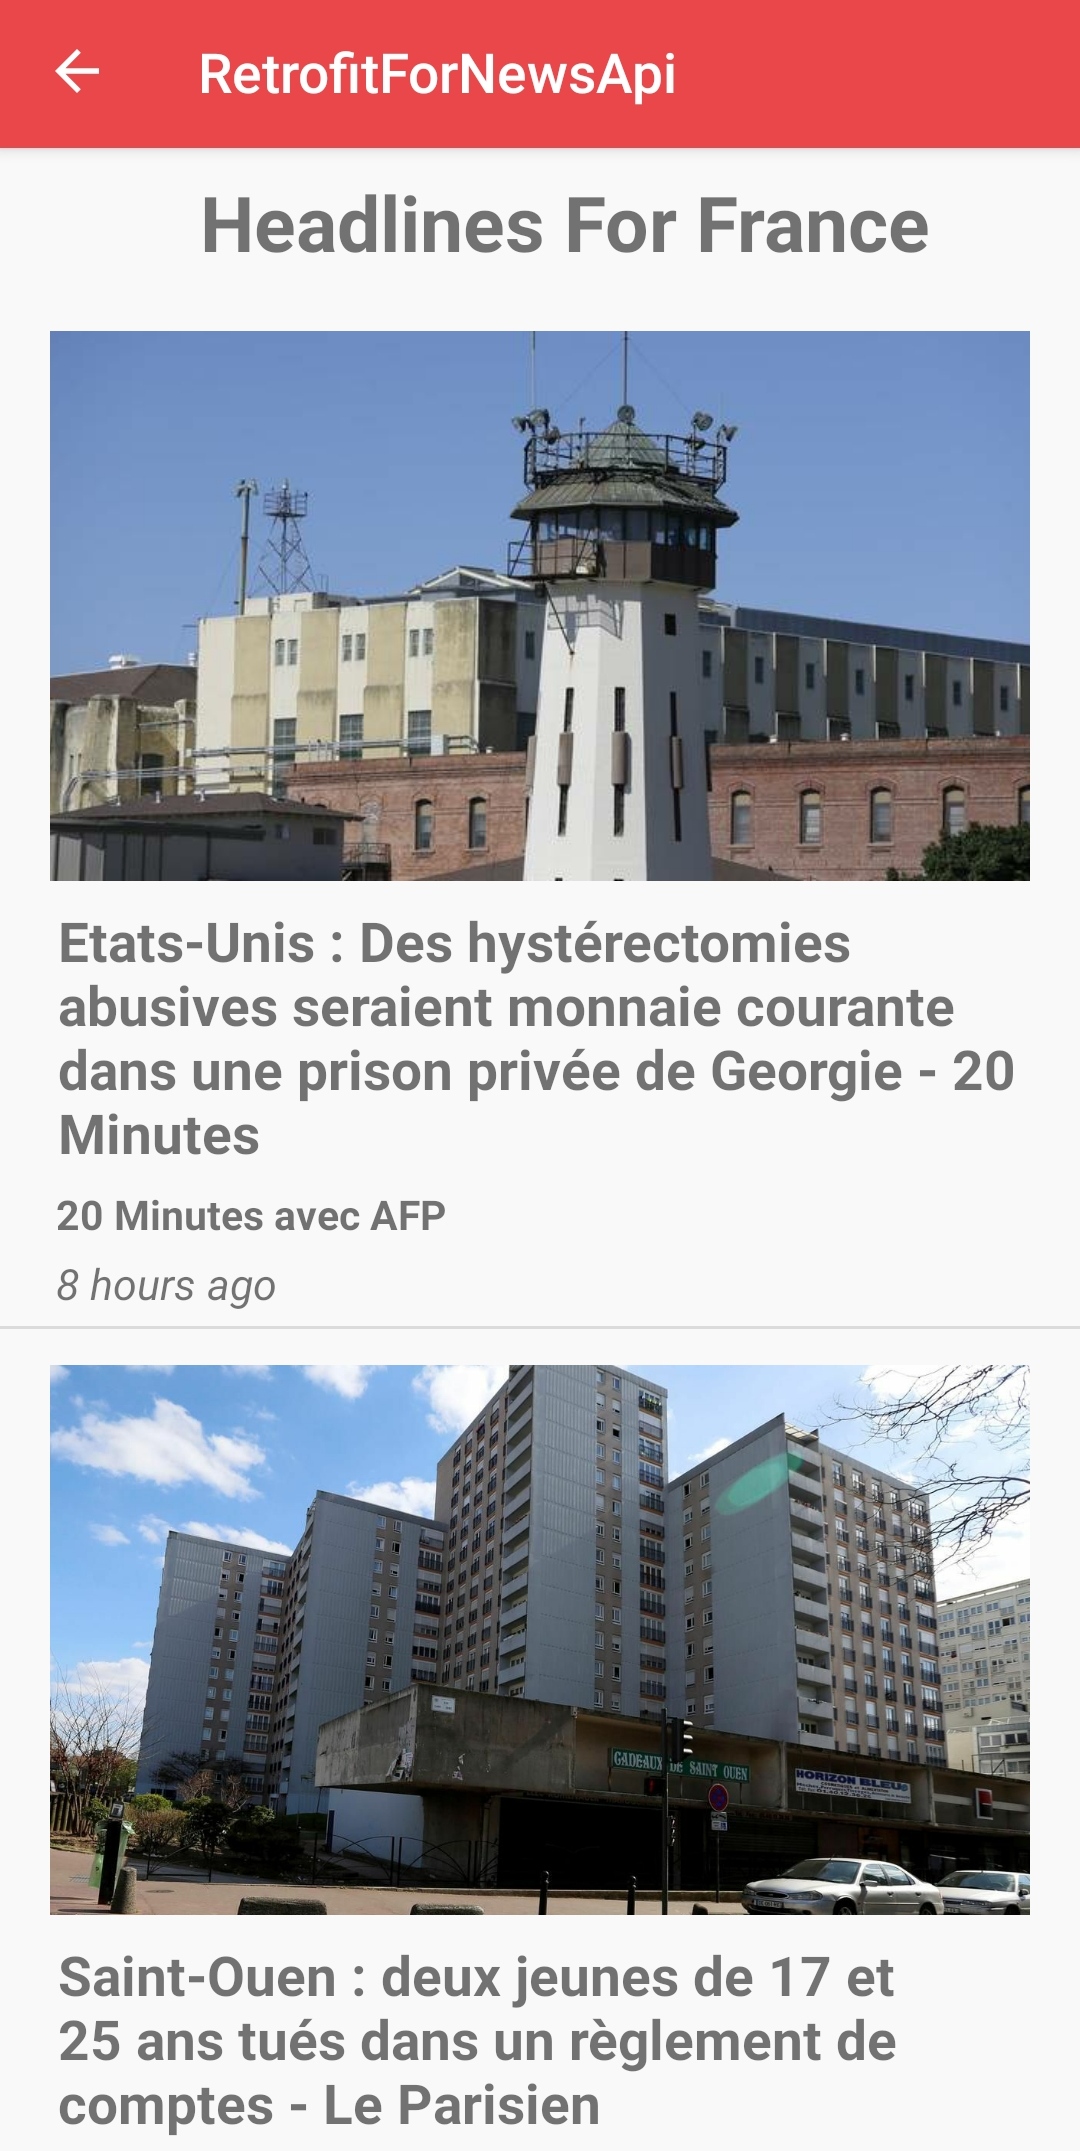 RetrofitForNewsApi
Headlines For France
Etats-Unis : Des hystérectomies
abusives seraient monnaie courante
dans une prison privée de Georgie - 20
Minutes
20 Minutes avec AFP
8 hours ago
CADEAUX DE SAINT OUEN
HORIZON BLEU
Saint-Ouen : deux jeunes de 17 et
25 ans tués dans un règlement de
comptes - Le Parisien